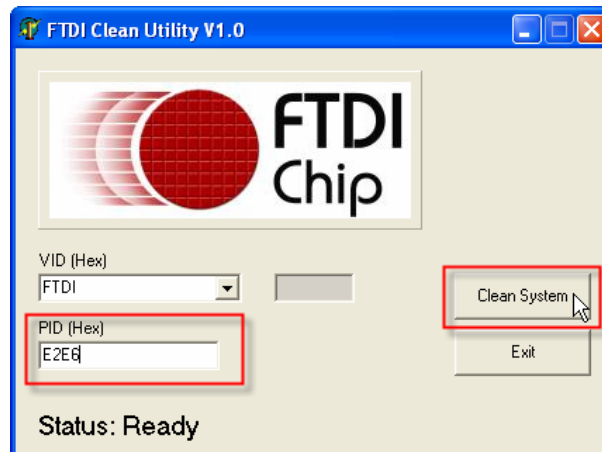 FTDI Clean Utility V1.0
FTDI
Chip
VID (Hex)
FTDI
Clean System
PID (Hex)
E2E6
Exit
Status: Ready